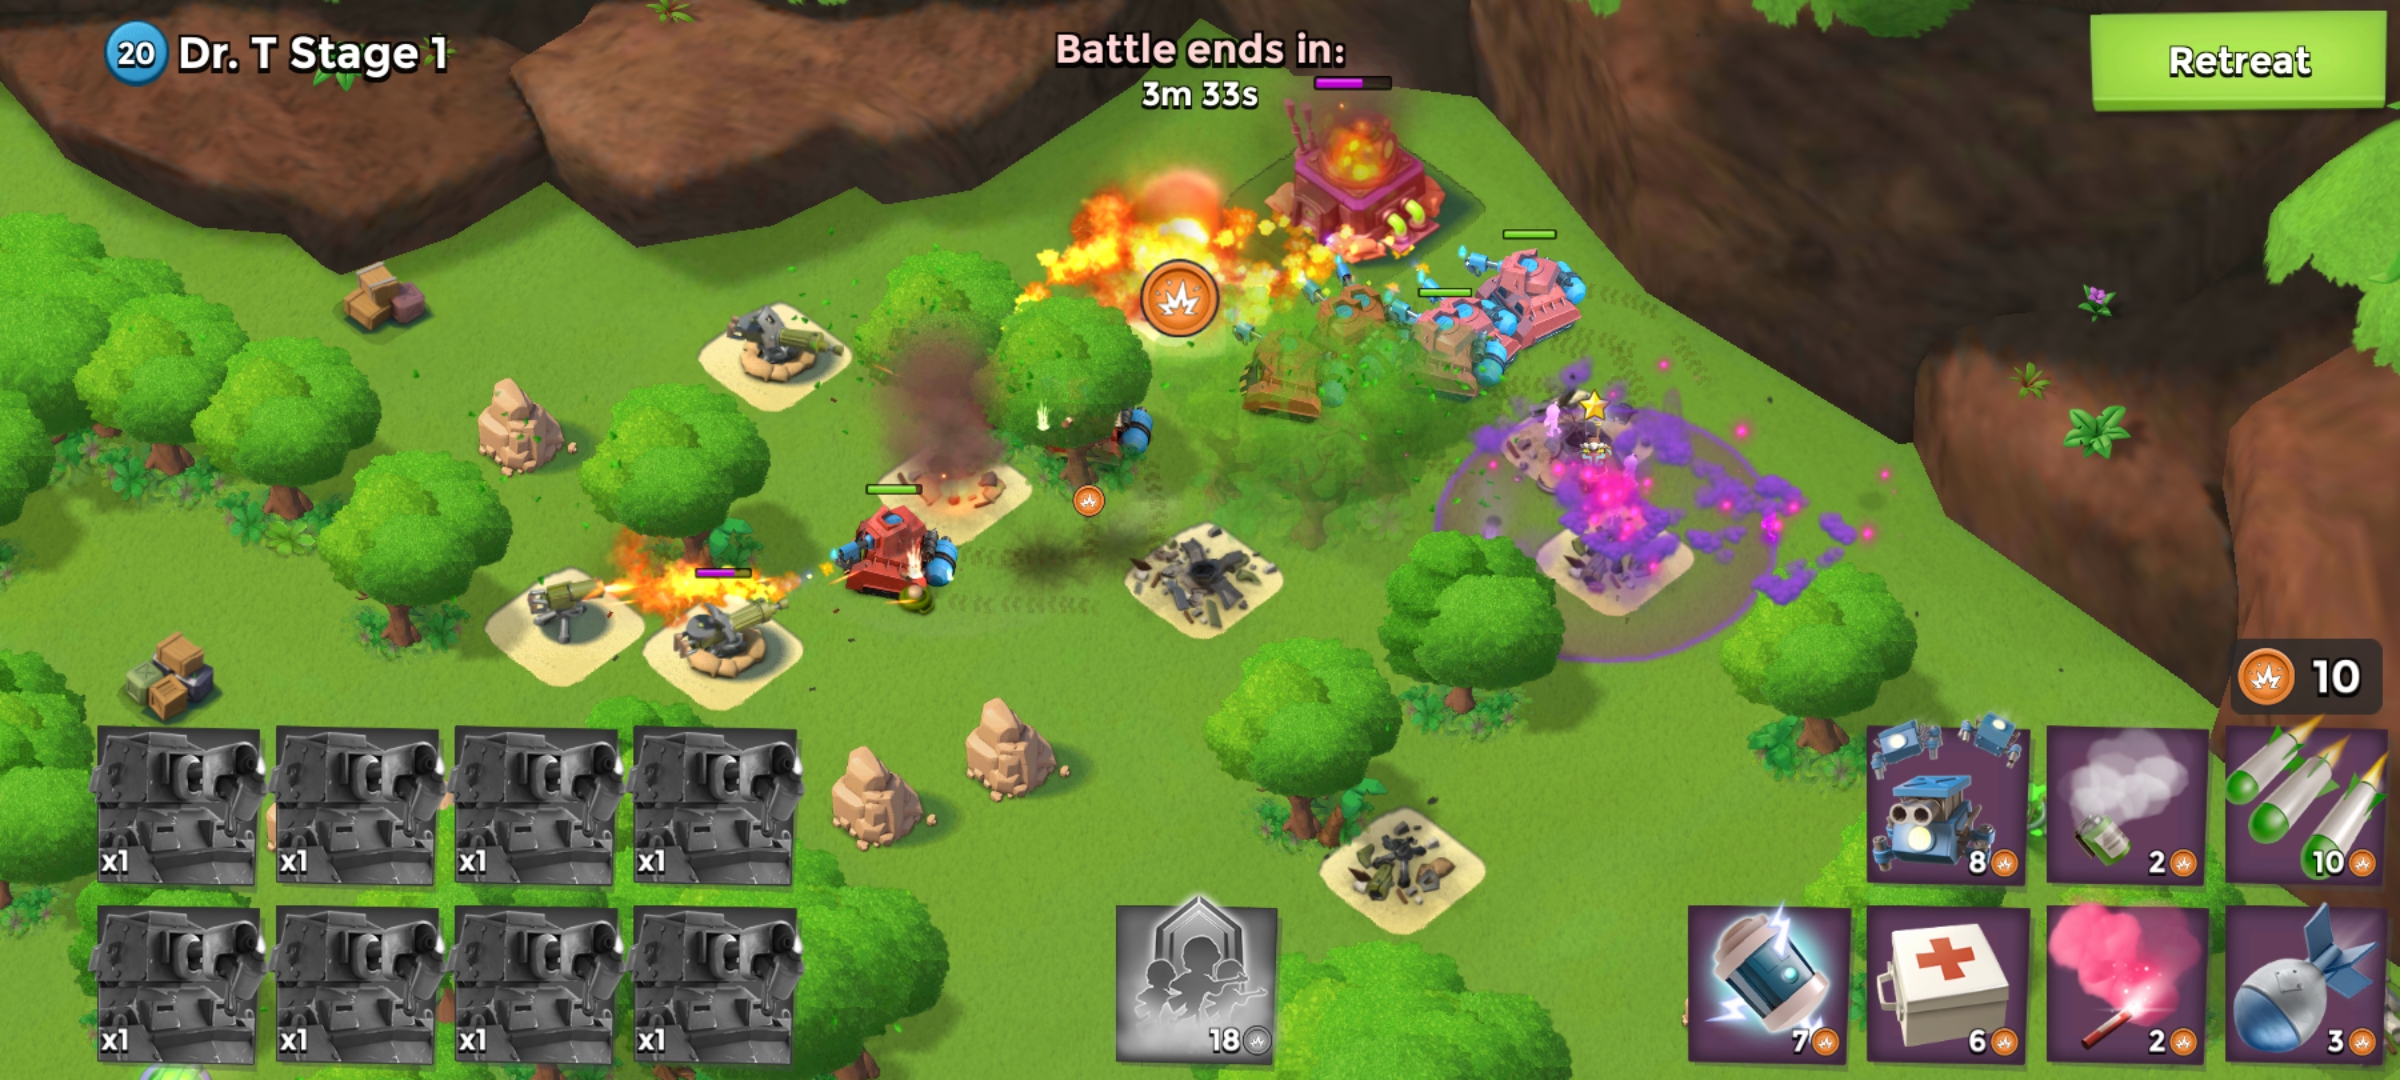 20 Dr. T Stage 1
Battle ends in:
3m 33s
Retreat
10
x1 x1 x1 x1
8 2 10
x1 x1 x1 x1
18
7 6 2 3